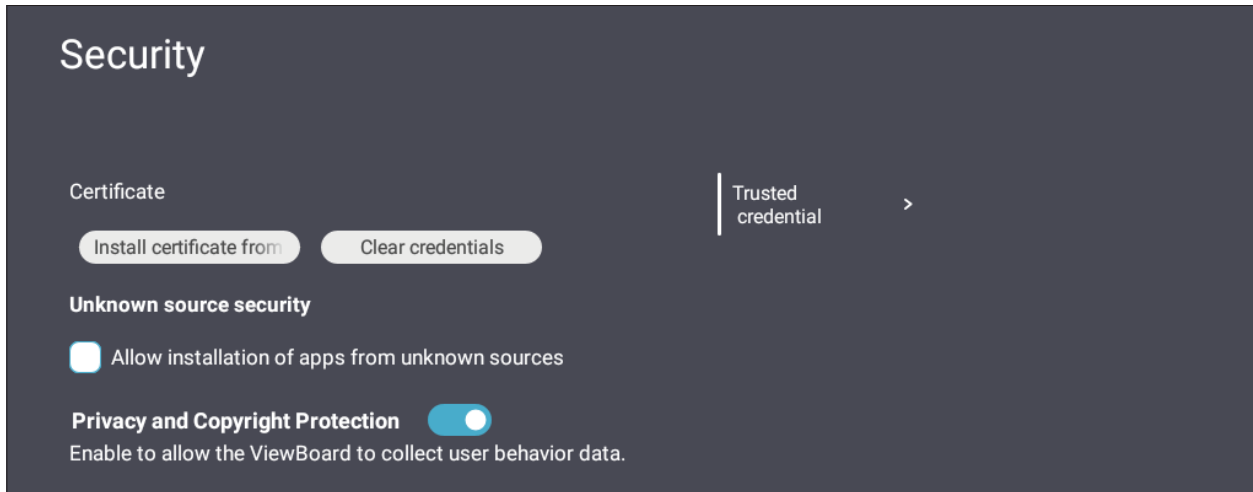 Security
Certificate
Install certificate from
Clear credentials
Trusted
credential
Unknown source security
Allow installation of apps from unknown sources
Privacy and Copyright Protection
Enable to allow the ViewBoard to collect user behavior data.